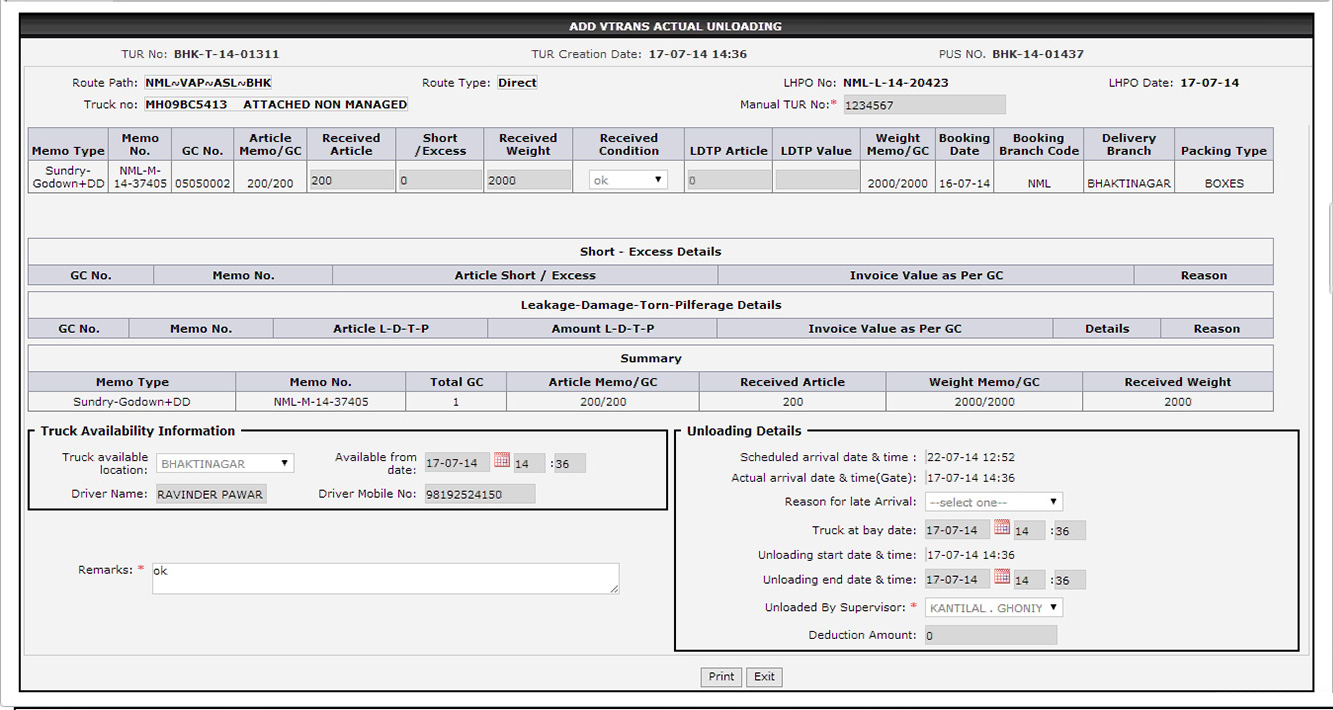 ADD VTRANS ACTUAL UNLOADING
TUR No: BHK-T-14-01311 TUR Creation Date: 17-07-14 14:36 PUS NO. BHK-14-01437
Route Path: NML~VAP~ASL~BHK Route Type: Direct LHPO No: NML-L-14-20423 LHPO Date: 17-07-14
Truck no: MH09BC5413 ATTACHED NON MANAGED Manual TUR No:* 1234567
Memo Type Memo No. GC No. Article Memo/GC Received Article Short /Excess Received Weight Received Condition LDTP Article LDTP Value Weight Memo/GC Booking Date Booking Branch Code Delivery Branch Packing Type
Sundry-Godown+DD NML-M-14-37405 05050002 200/200 200 0 2000 ok 0 2000/2000 16-07-14 NML BHAKTINAGAR BOXES
Short - Excess Details
GC No. Memo No. Article Short / Excess Invoice Value as Per GC Reason
Leakage-Damage-Torn-Pilferage Details
GC No. Memo No. Article L-D-T-P Amount L-D-T-P Invoice Value as Per GC Details Reason
Summary
Memo Type Memo No. Total GC Article Memo/GC Received Article Weight Memo/GC Received Weight
Sundry-Godown+DD NML-M-14-37405 1 200/200 200 2000/2000 2000
Truck Availability Information
Truck available location: BHAKTINAGAR Available from date: 17-07-14 14 :36
Driver Name: RAVINDER PAWAR Driver Mobile No: 98192524150
Remarks: * ok
Unloading Details
Scheduled arrival date & time : 22-07-14 12:52
Actual arrival date & time(Gate): 17-07-14 14:36
Reason for late Arrival: --select one--
Truck at bay date: 17-07-14 14 :36
Unloading start date & time: 17-07-14 14:36
Unloading end date & time: 17-07-14 14 :36
Unloaded By Supervisor: * KANTILAL . GHONIY
Deduction Amount: 0
Print Exit